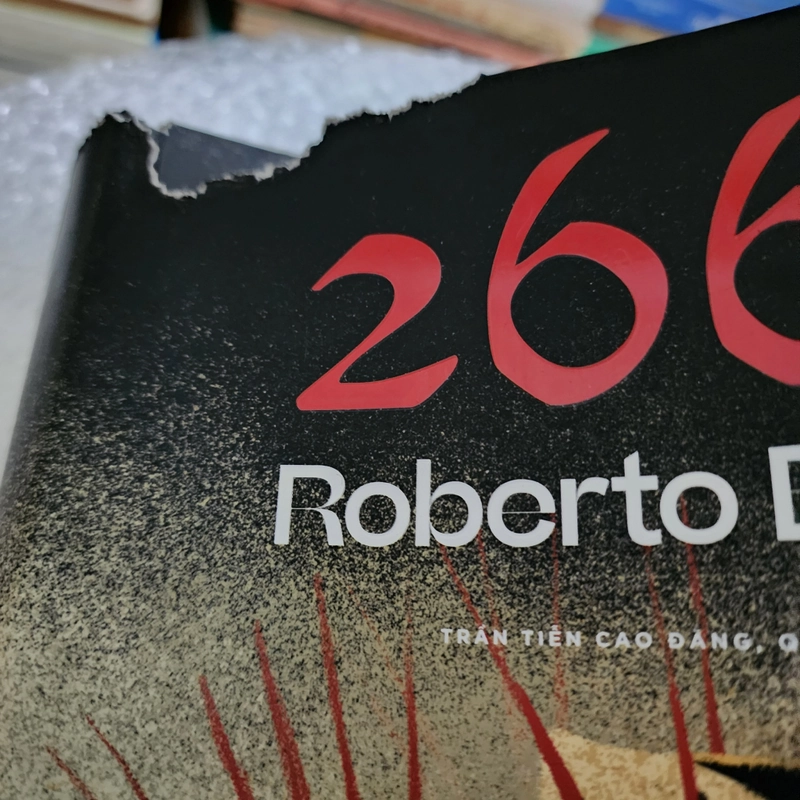 266
Roberto
TRẦN TIỄN CAO ĐĂNG,